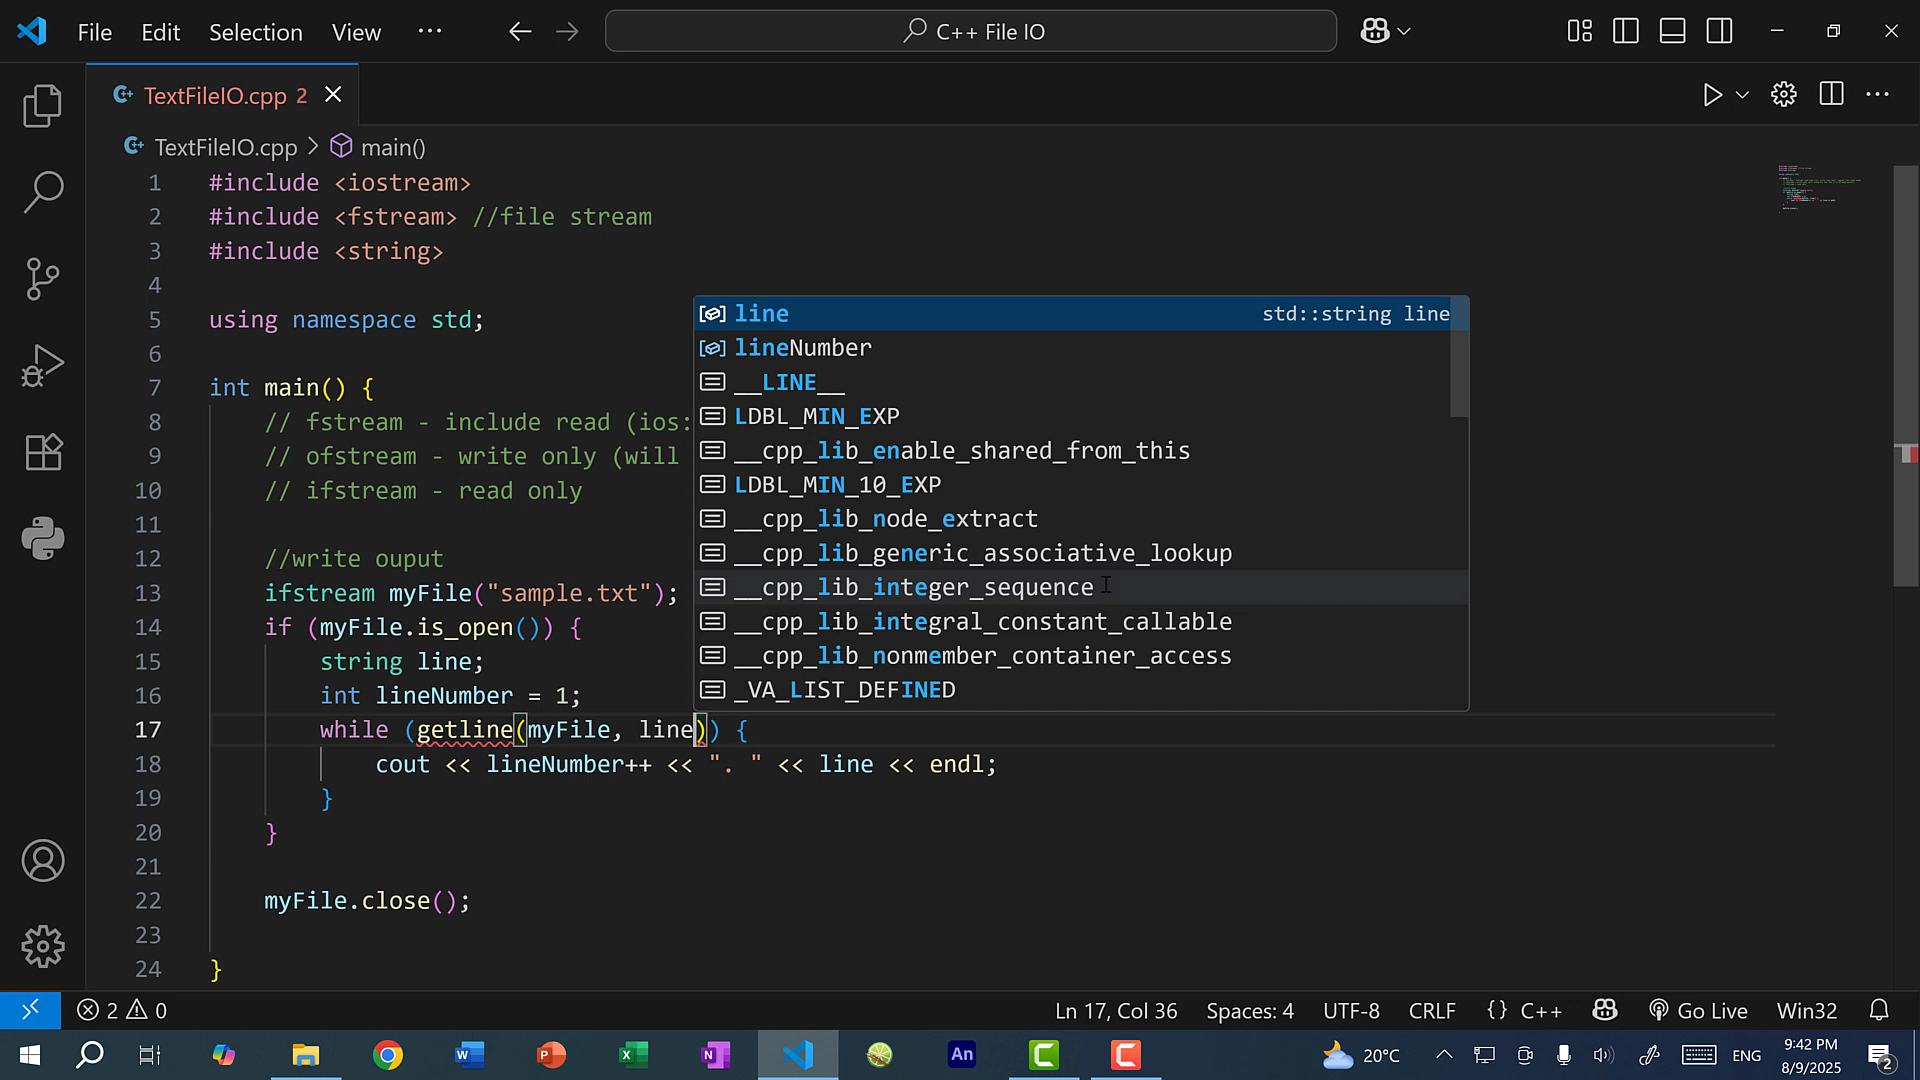 File Edit Selection View ··· C++ File IO
TextFileIO.cpp 2
TextFileIO.cpp > main()
1 #include <iostream>
2 #include <fstream> //file stream
3 #include <string>
4
5 using namespace std;
6
7 int main() {
8 // fstream - include read (ios:
9 // ofstream - write only (will
10 // ifstream - read only
11
12 //write ouput
13 ifstream myFile("sample.txt");
14 if (myFile.is_open()) {
15 string line;
16 int lineNumber = 1;
17 while (getline(myFile, line)) {
18 cout << lineNumber++ << ". " << line << endl;
19 }
20 }
21
22 myFile.close();
23
24 }
line std::string line
lineNumber
__LINE__
LDBL_MIN_EXP
__cpp_lib_enable_shared_from_this
LDBL_MIN_10_EXP
__cpp_lib_node_extract
__cpp_lib_generic_associative_lookup
__cpp_lib_integer_sequence
__cpp_lib_integral_constant_callable
__cpp_lib_nonmember_container_access
_VA_LIST_DEFINED
2 0 Ln 17, Col 36 Spaces: 4 UTF-8 CRLF {} C++ Go Live Win32
20°C ENG 9:42 PM
8/9/2025 2